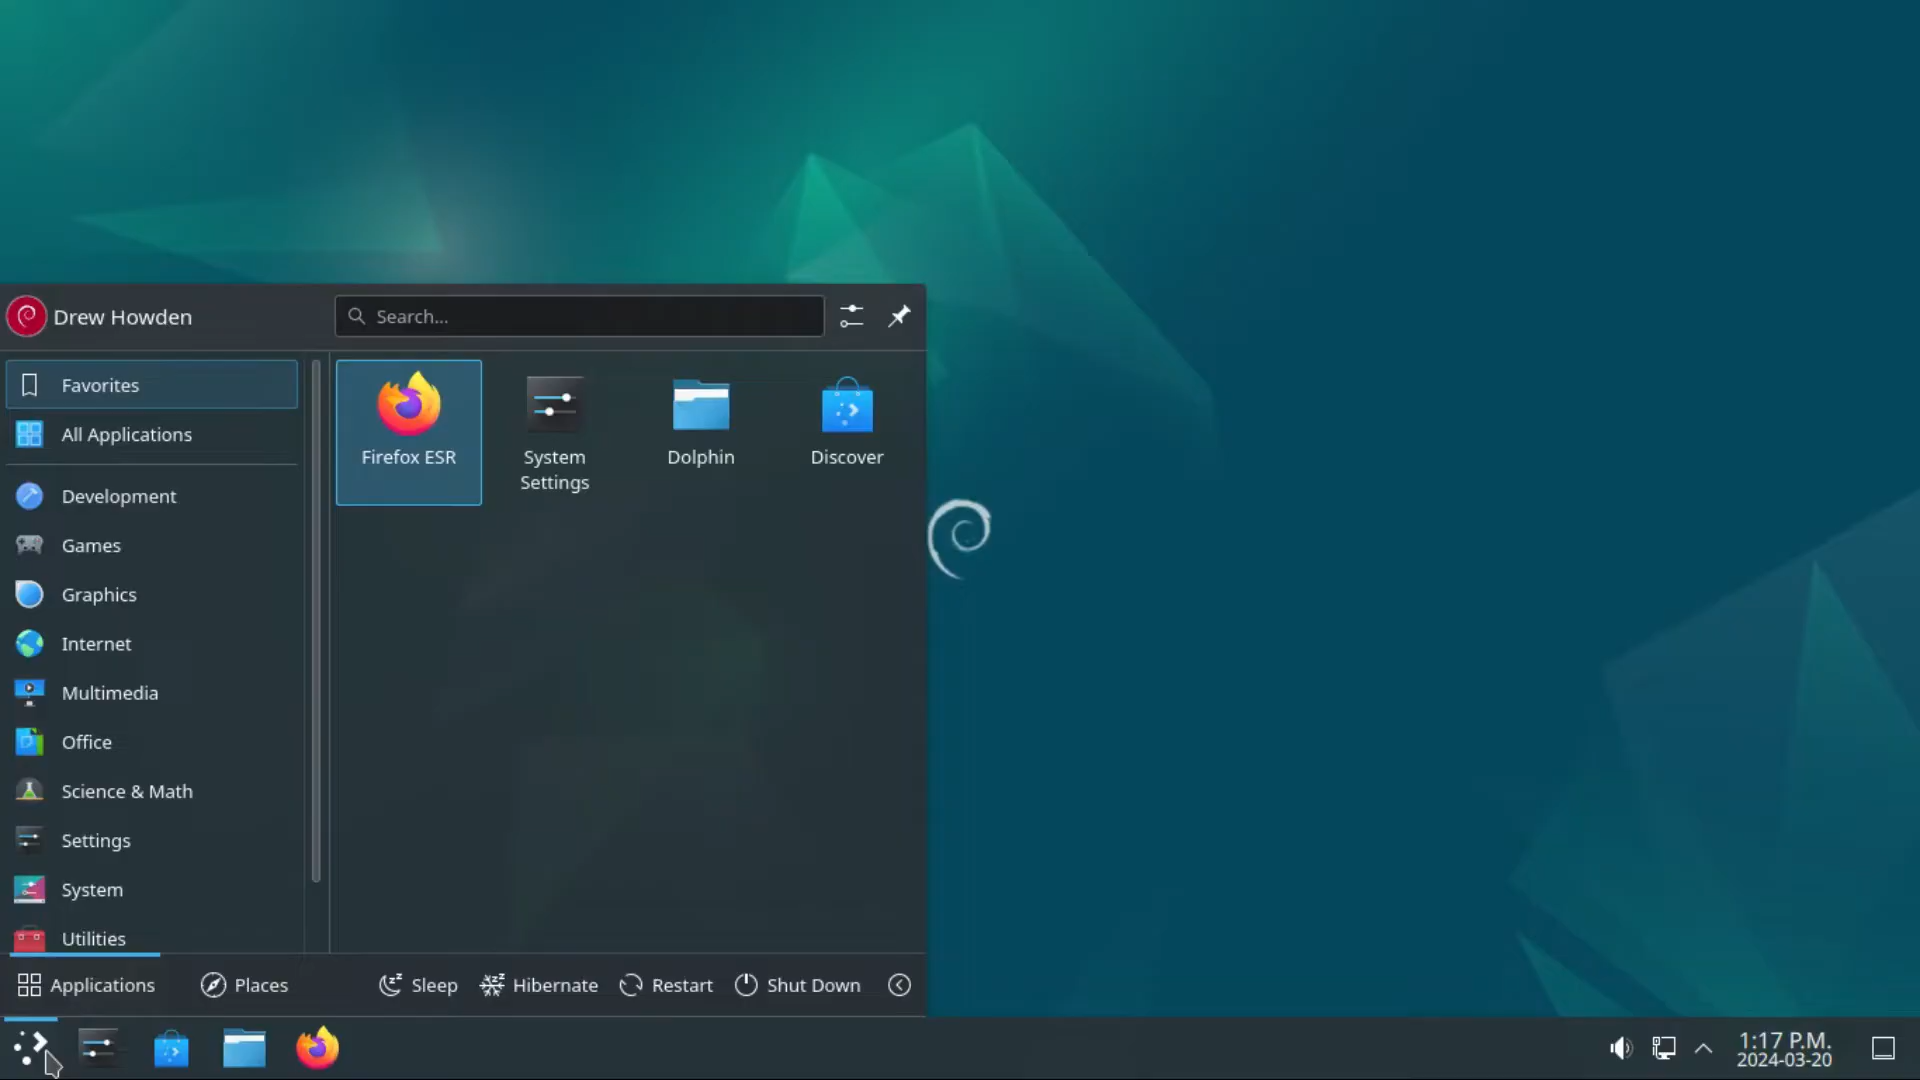 Drew Howden
Search...
Favorites
All Applications
Development
Games
Graphics
Internet
Multimedia
Office
Science & Math
Settings
System
Utilities
Firefox ESR
System
Settings
Dolphin
Discover
Applications
Places
Sleep
Hibernate
Restart
Shut Down
1:17 P.M.
2024-03-20